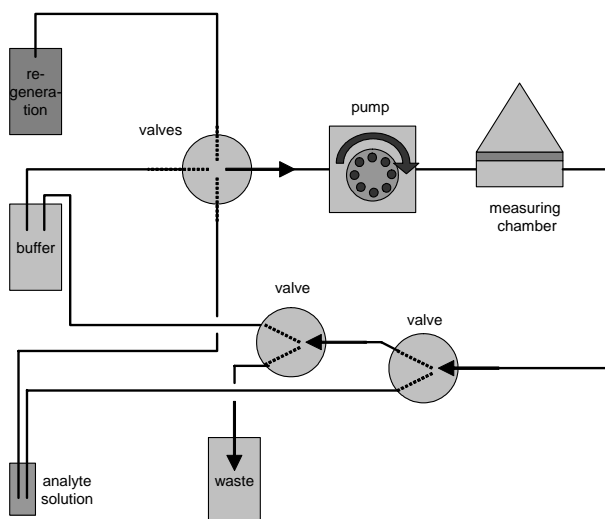 re-
genera-
tion
valves
pump
measuring
chamber
buffer
valve
valve
analyte
solution
waste